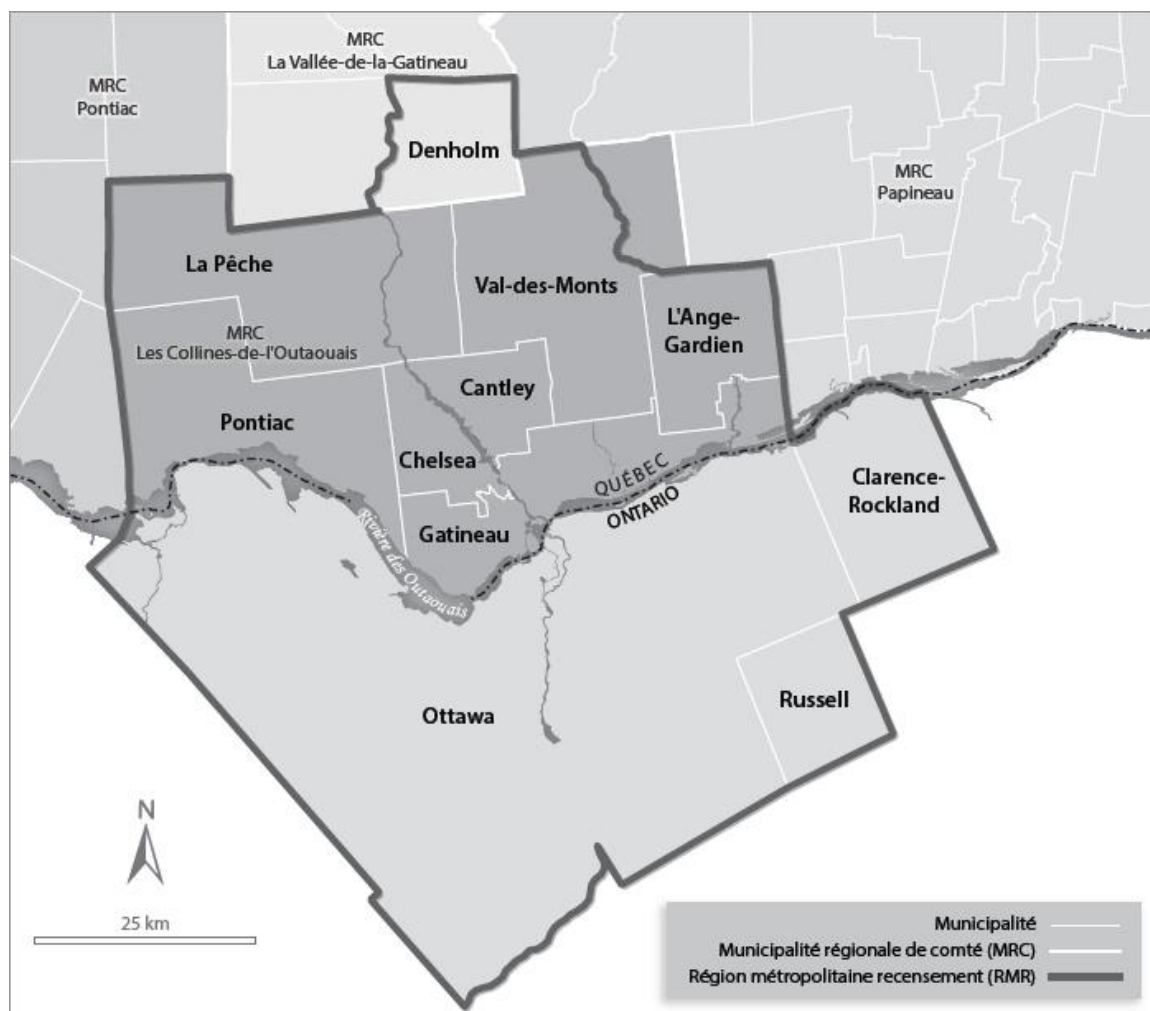 MRC
La Vallée-de-la-Gatineau
MRC
Pontiac
Denholm
MRC
Papineau
La Pêche
Val-des-Monts
L'Ange-
Gardien
MRC
Les Collines-de-l'Outaouais
Cantley
Pontiac
Chelsea
QUÉBEC
ONTARIO
Clarence-
Rockland
Gatineau
Rivière des Outaouais
Russell
Ottawa
N
25 km
Municipalité
Municipalité régionale de comté (MRC)
Région métropolitaine recensement (RMR)